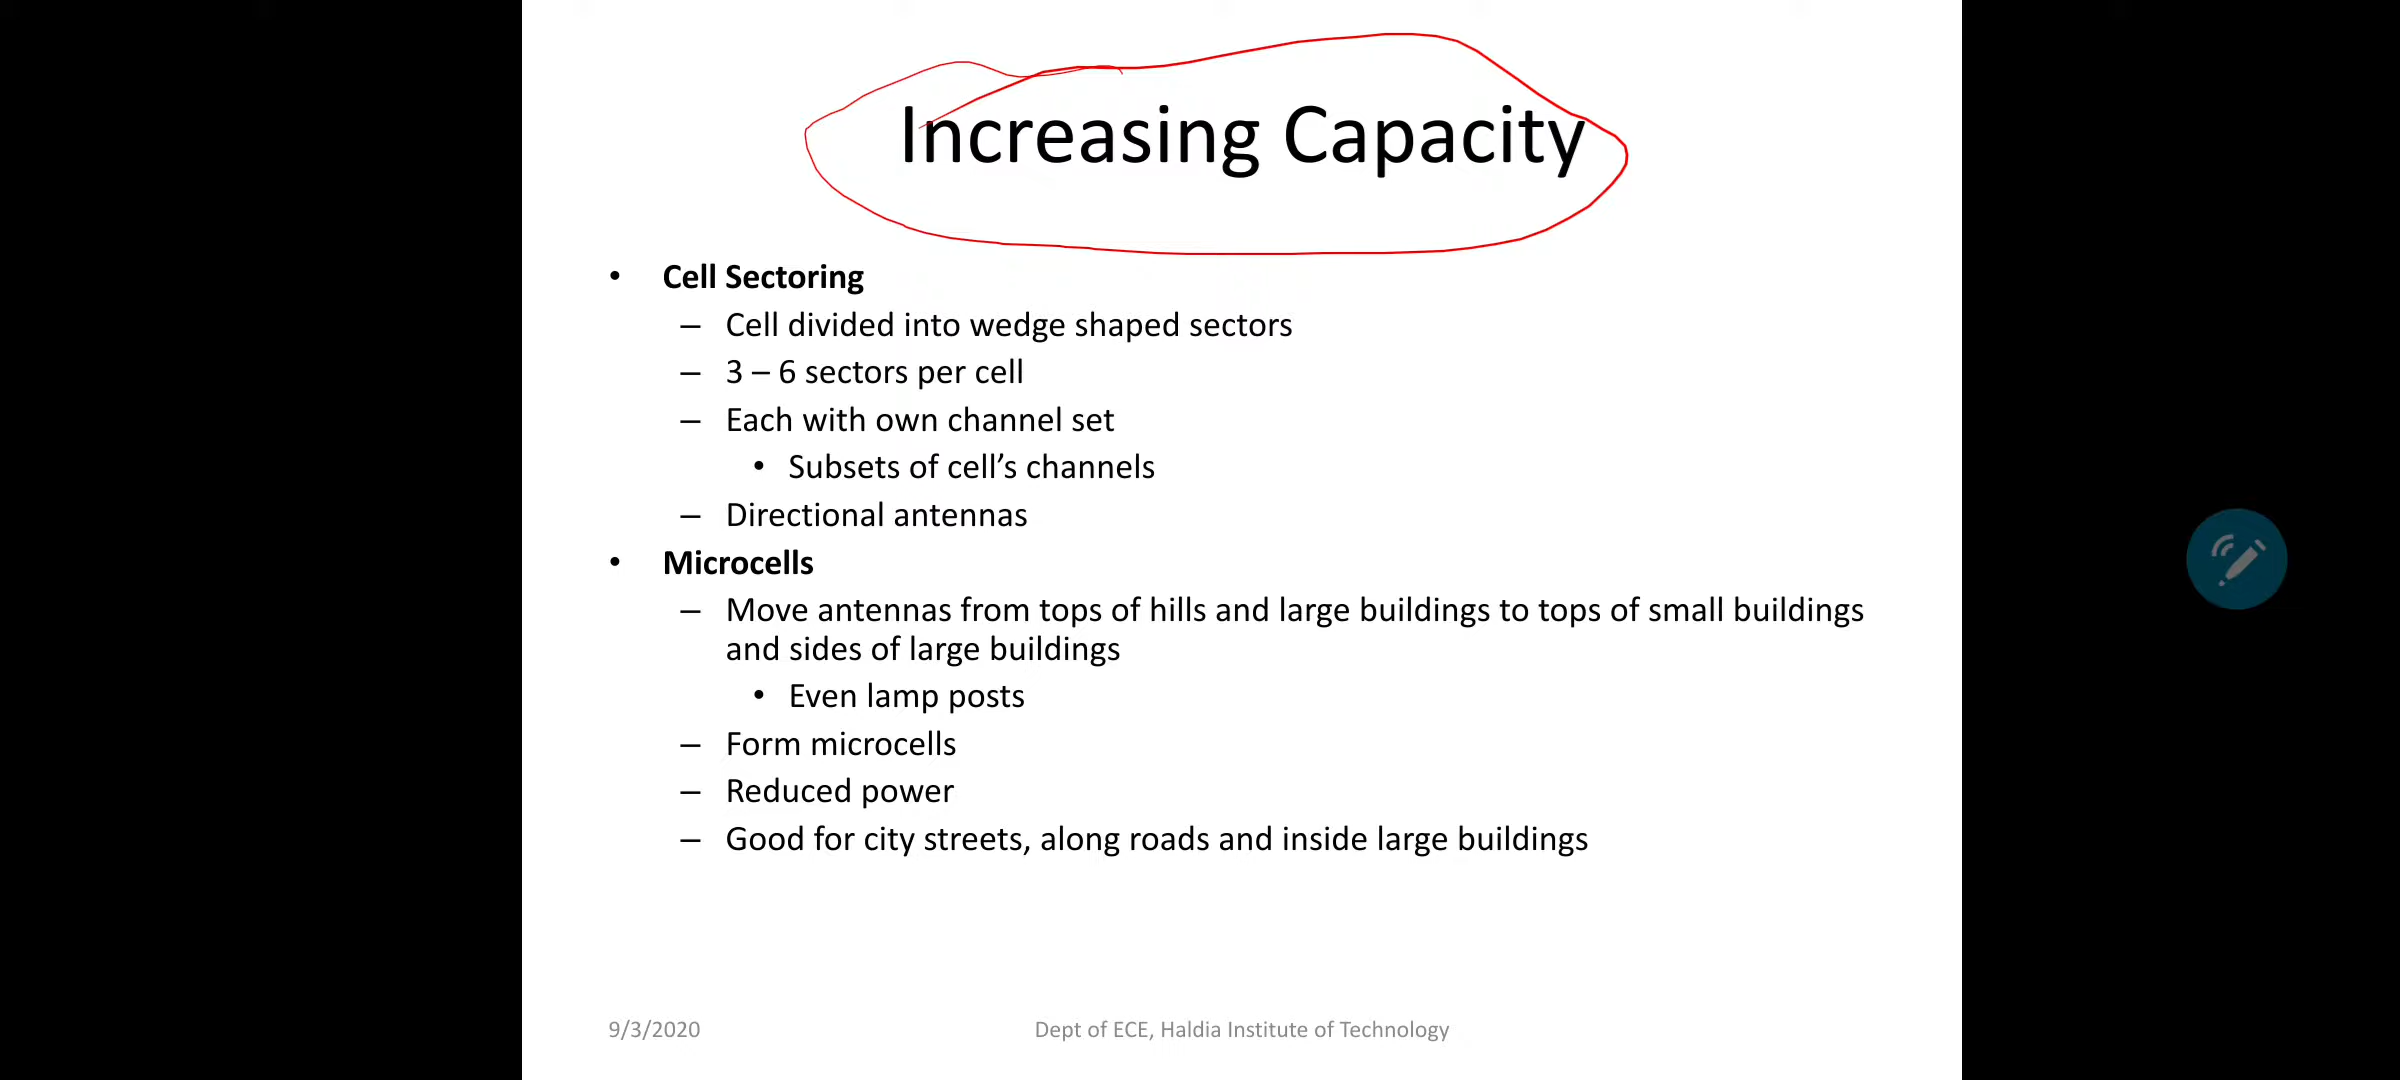 Increasing Capacity
• Cell Sectoring
– Cell divided into wedge shaped sectors
– 3 – 6 sectors per cell
– Each with own channel set
• Subsets of cell’s channels
– Directional antennas
• Microcells
– Move antennas from tops of hills and large buildings to tops of small buildings
and sides of large buildings
• Even lamp posts
– Form microcells
– Reduced power
– Good for city streets, along roads and inside large buildings
9/3/2020
Dept of ECE, Haldia Institute of Technology